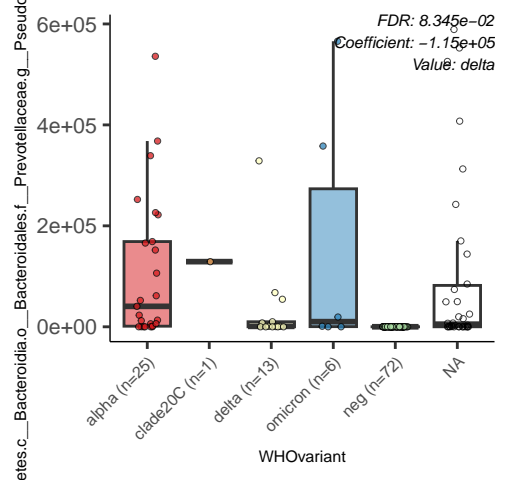 FDR: 8.345e−02
Coefficient: −1.15e+05
Value: delta
6e+05
4e+05
2e+05
0e+00
etes.c__Bacteroidia.o__Bacteroidales.f__Prevotellaceae.g__Pseudo
alpha (n=25)
clade20C (n=1)
delta (n=13)
omicron (n=6)
neg (n=72)
NA
WHOvariant